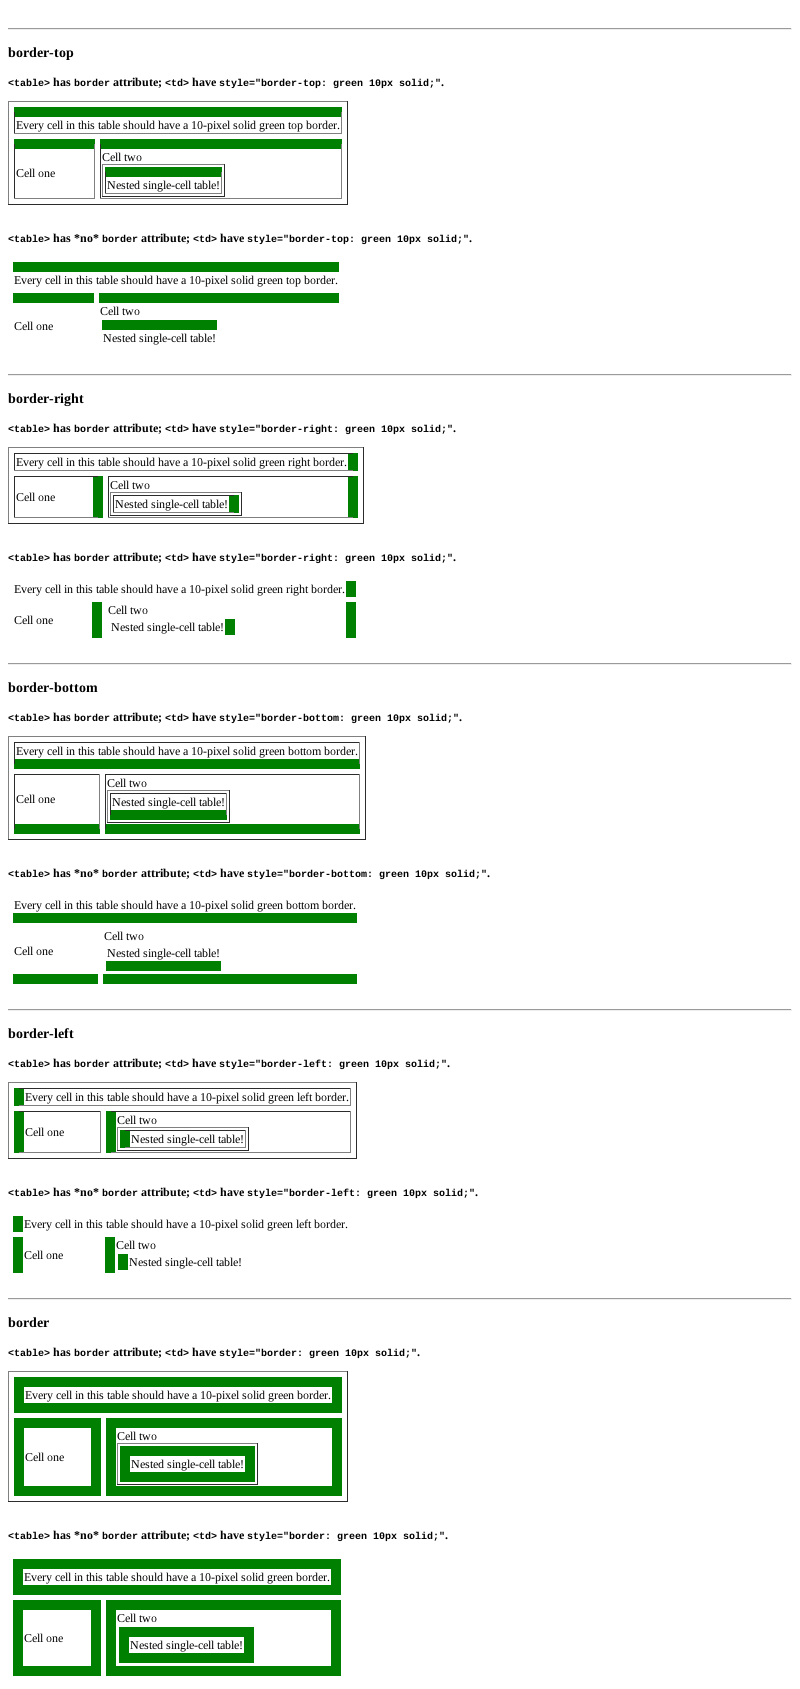 border-top
<table> has border attribute; <td> have style="border-top: green 10px solid;".
Every cell in this table should have a 10-pixel solid green top border.
Cell one
Cell two
Nested single-cell table!
<table> has *no* border attribute; <td> have style="border-top: green 10px solid;".
Every cell in this table should have a 10-pixel solid green top border.
Cell one
Cell two
Nested single-cell table!
border-right
<table> has border attribute; <td> have style="border-right: green 10px solid;".
Every cell in this table should have a 10-pixel solid green right border.
Cell one
Cell two
Nested single-cell table!
<table> has *no* border attribute; <td> have style="border-right: green 10px solid;".
Every cell in this table should have a 10-pixel solid green right border.
Cell one
Cell two
Nested single-cell table!
border-bottom
<table> has border attribute; <td> have style="border-bottom: green 10px solid;".
Every cell in this table should have a 10-pixel solid green bottom border.
Cell one
Cell two
Nested single-cell table!
<table> has *no* border attribute; <td> have style="border-bottom: green 10px solid;".
Every cell in this table should have a 10-pixel solid green bottom border.
Cell one
Cell two
Nested single-cell table!
border-left
<table> has border attribute; <td> have style="border-left: green 10px solid;".
Every cell in this table should have a 10-pixel solid green left border.
Cell one
Cell two
Nested single-cell table!
<table> has *no* border attribute; <td> have style="border-left: green 10px solid;".
Every cell in this table should have a 10-pixel solid green left border.
Cell one
Cell two
Nested single-cell table!
border
<table> has border attribute; <td> have style="border: green 10px solid;".
Every cell in this table should have a 10-pixel solid green border.
Cell one
Cell two
Nested single-cell table!
<table> has *no* border attribute; <td> have style="border: green 10px solid;".
Every cell in this table should have a 10-pixel solid green border.
Cell one
Cell two
Nested single-cell table!